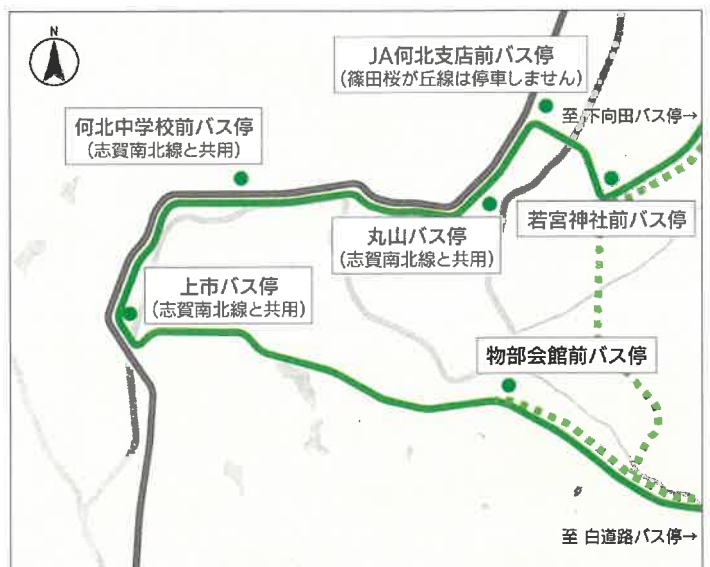 N
JA何北支店前バス停
(篠田桜が丘線は停車しません)
至 下向田バス停→
何北中学校前バス停
(志賀南北線と共用)
丸山バス停
(志賀南北線と共用)
若宮神社前バス停
上市バス停
(志賀南北線と共用)
物部会館前バス停
至 白道路バス停→